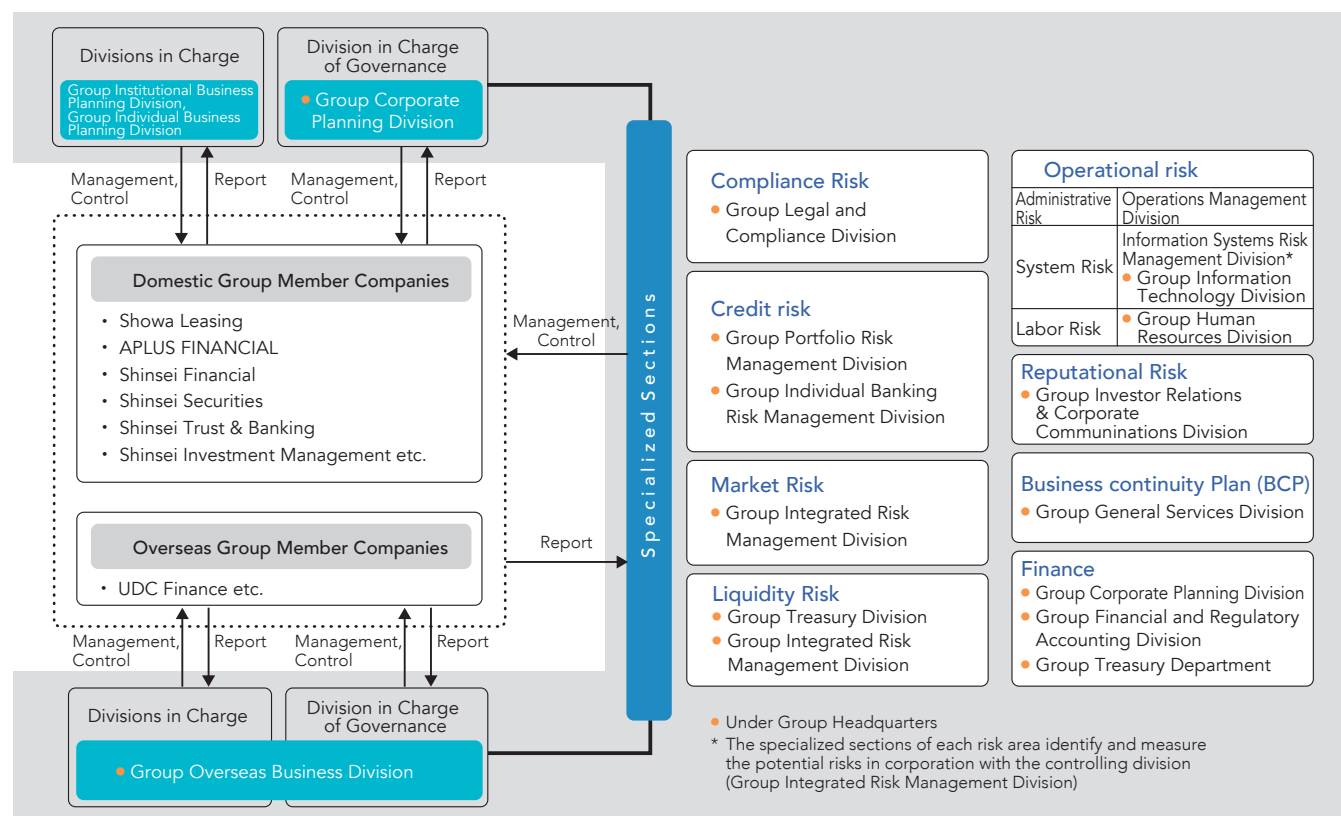 Divisions in Charge
Group Institutional Business
Planning Division,
Group Individual Business
Planning Division
Division in Charge
of Governance
• Group Corporate
Planning Division
Management,
Control
Report
Management,
Control
Report
Domestic Group Member Companies
・ Showa Leasing
・ APLUS FINANCIAL
・ Shinsei Financial
・ Shinsei Securities
・ Shinsei Trust & Banking
・ Shinsei Investment Management etc.
Overseas Group Member Companies
・ UDC Finance etc.
Management,
Control
Report
Management,
Control
Report
Divisions in Charge
Division in Charge
of Governance
• Group Overseas Business Division
Management,
Control
Report
Specialized Sections
Compliance Risk
• Group Legal and
Compliance Division
Credit risk
• Group Portfolio Risk
Management Division
• Group Individual Banking
Risk Management Division
Market Risk
• Group Integrated Risk
Management Division
Liquidity Risk
• Group Treasury Division
• Group Integrated Risk
Management Division
Operational risk
Administrative
Risk
Operations Management
Division
System Risk
Information Systems Risk
Management Division*
• Group Information
Technology Division
Labor Risk
• Group Human
Resources Division
Reputational Risk
• Group Investor Relations
& Corporate
Communinations Division
Business continuity Plan (BCP)
• Group General Services Division
Finance
• Group Corporate Planning Division
• Group Financial and Regulatory
Accounting Division
• Group Treasury Department
• Under Group Headquarters
* The specialized sections of each risk area identify and measure
the potential risks in corporation with the controlling division
(Group Integrated Risk Management Division)